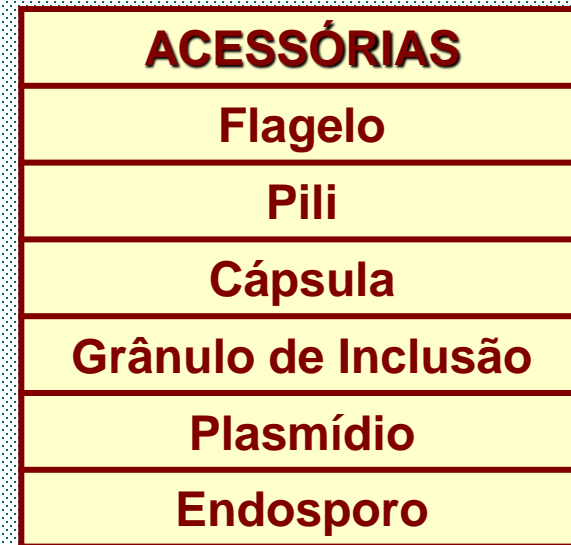 ACESSÓRIAS
Flagelo
Pili
Cápsula
Grânulo de Inclusão
Plasmídio
Endosporo